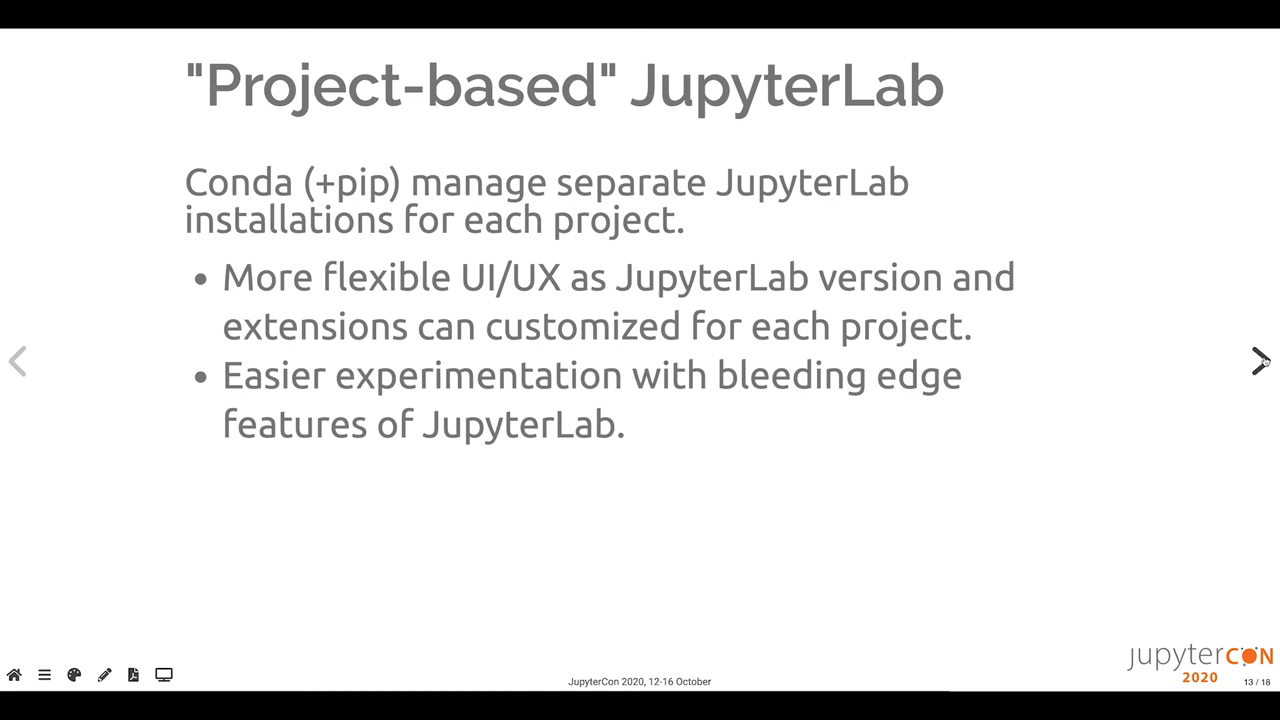 "Project-based" JupyterLab
Conda (+pip) manage separate JupyterLab
installations for each project.
• More flexible UI/UX as JupyterLab version and
extensions can customized for each project.
• Easier experimentation with bleeding edge
features of JupyterLab.
jupytercon
2020
JupyterCon 2020, 12-16 October
13 / 18